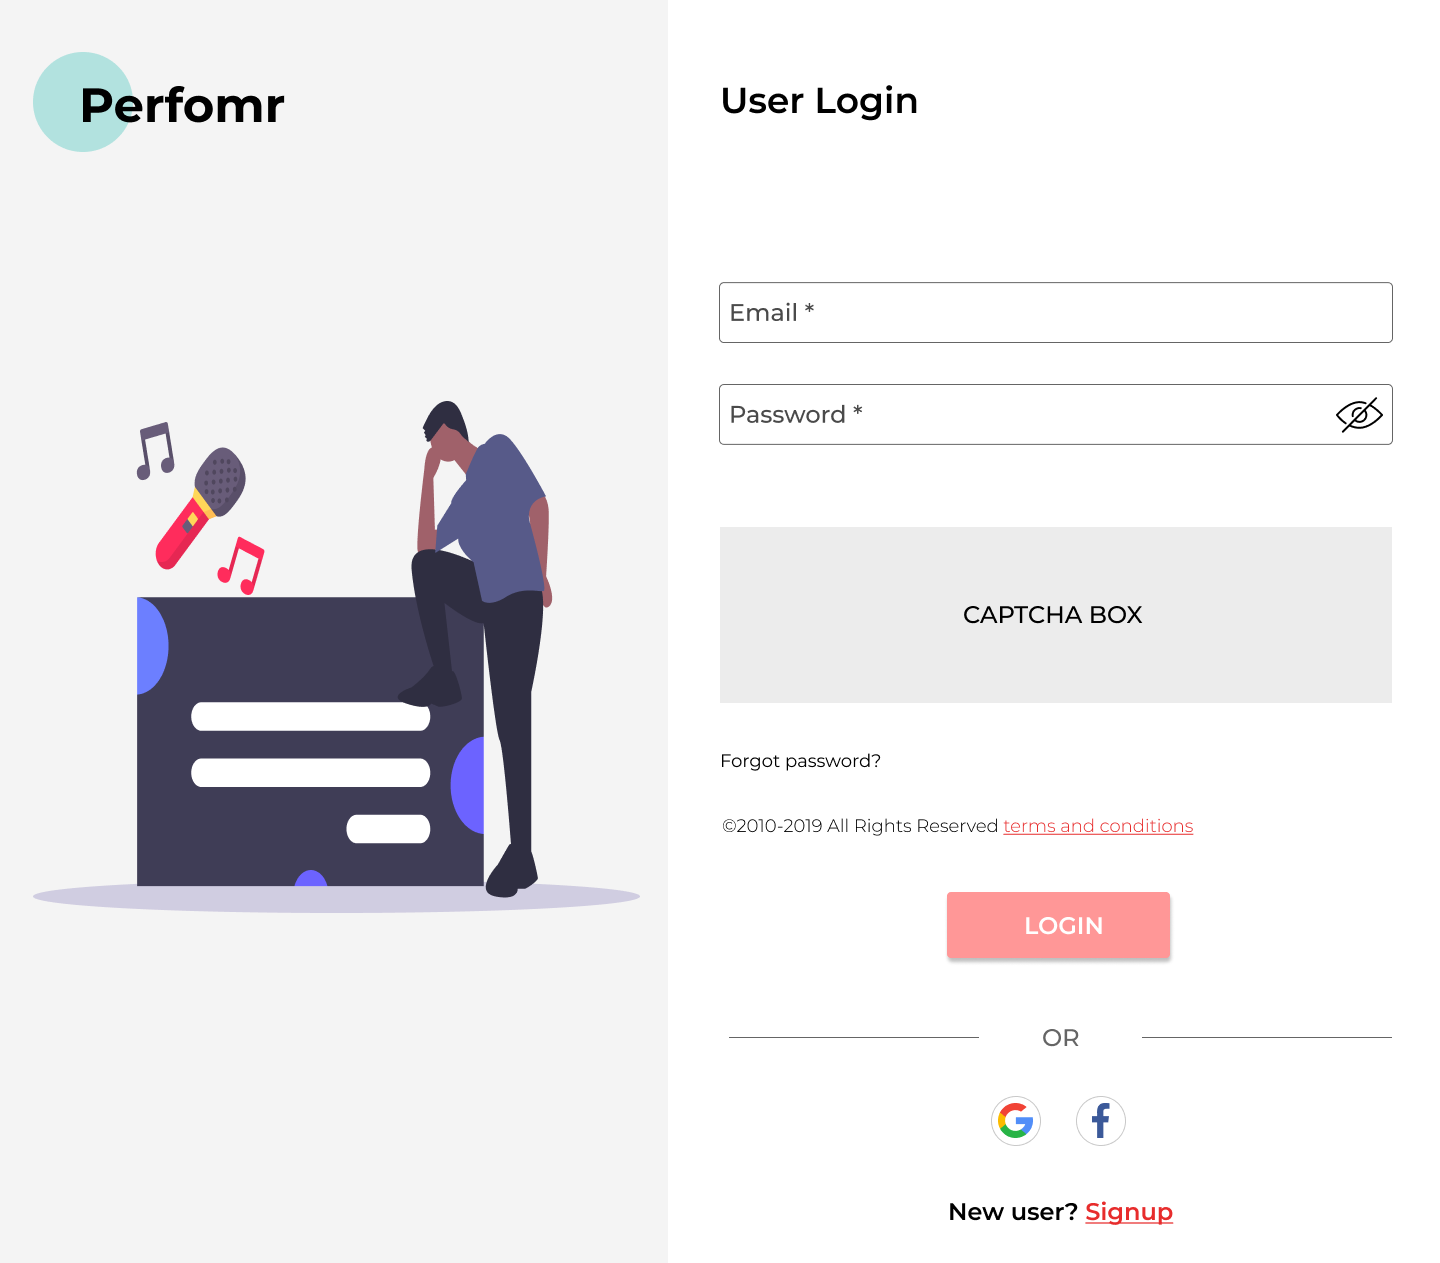 Perfomr
User Login
Email *
Password *
CAPTCHA BOX
Forgot password?
©2010-2019 All Rights Reserved terms and conditions
LOGIN
OR
New user? Signup